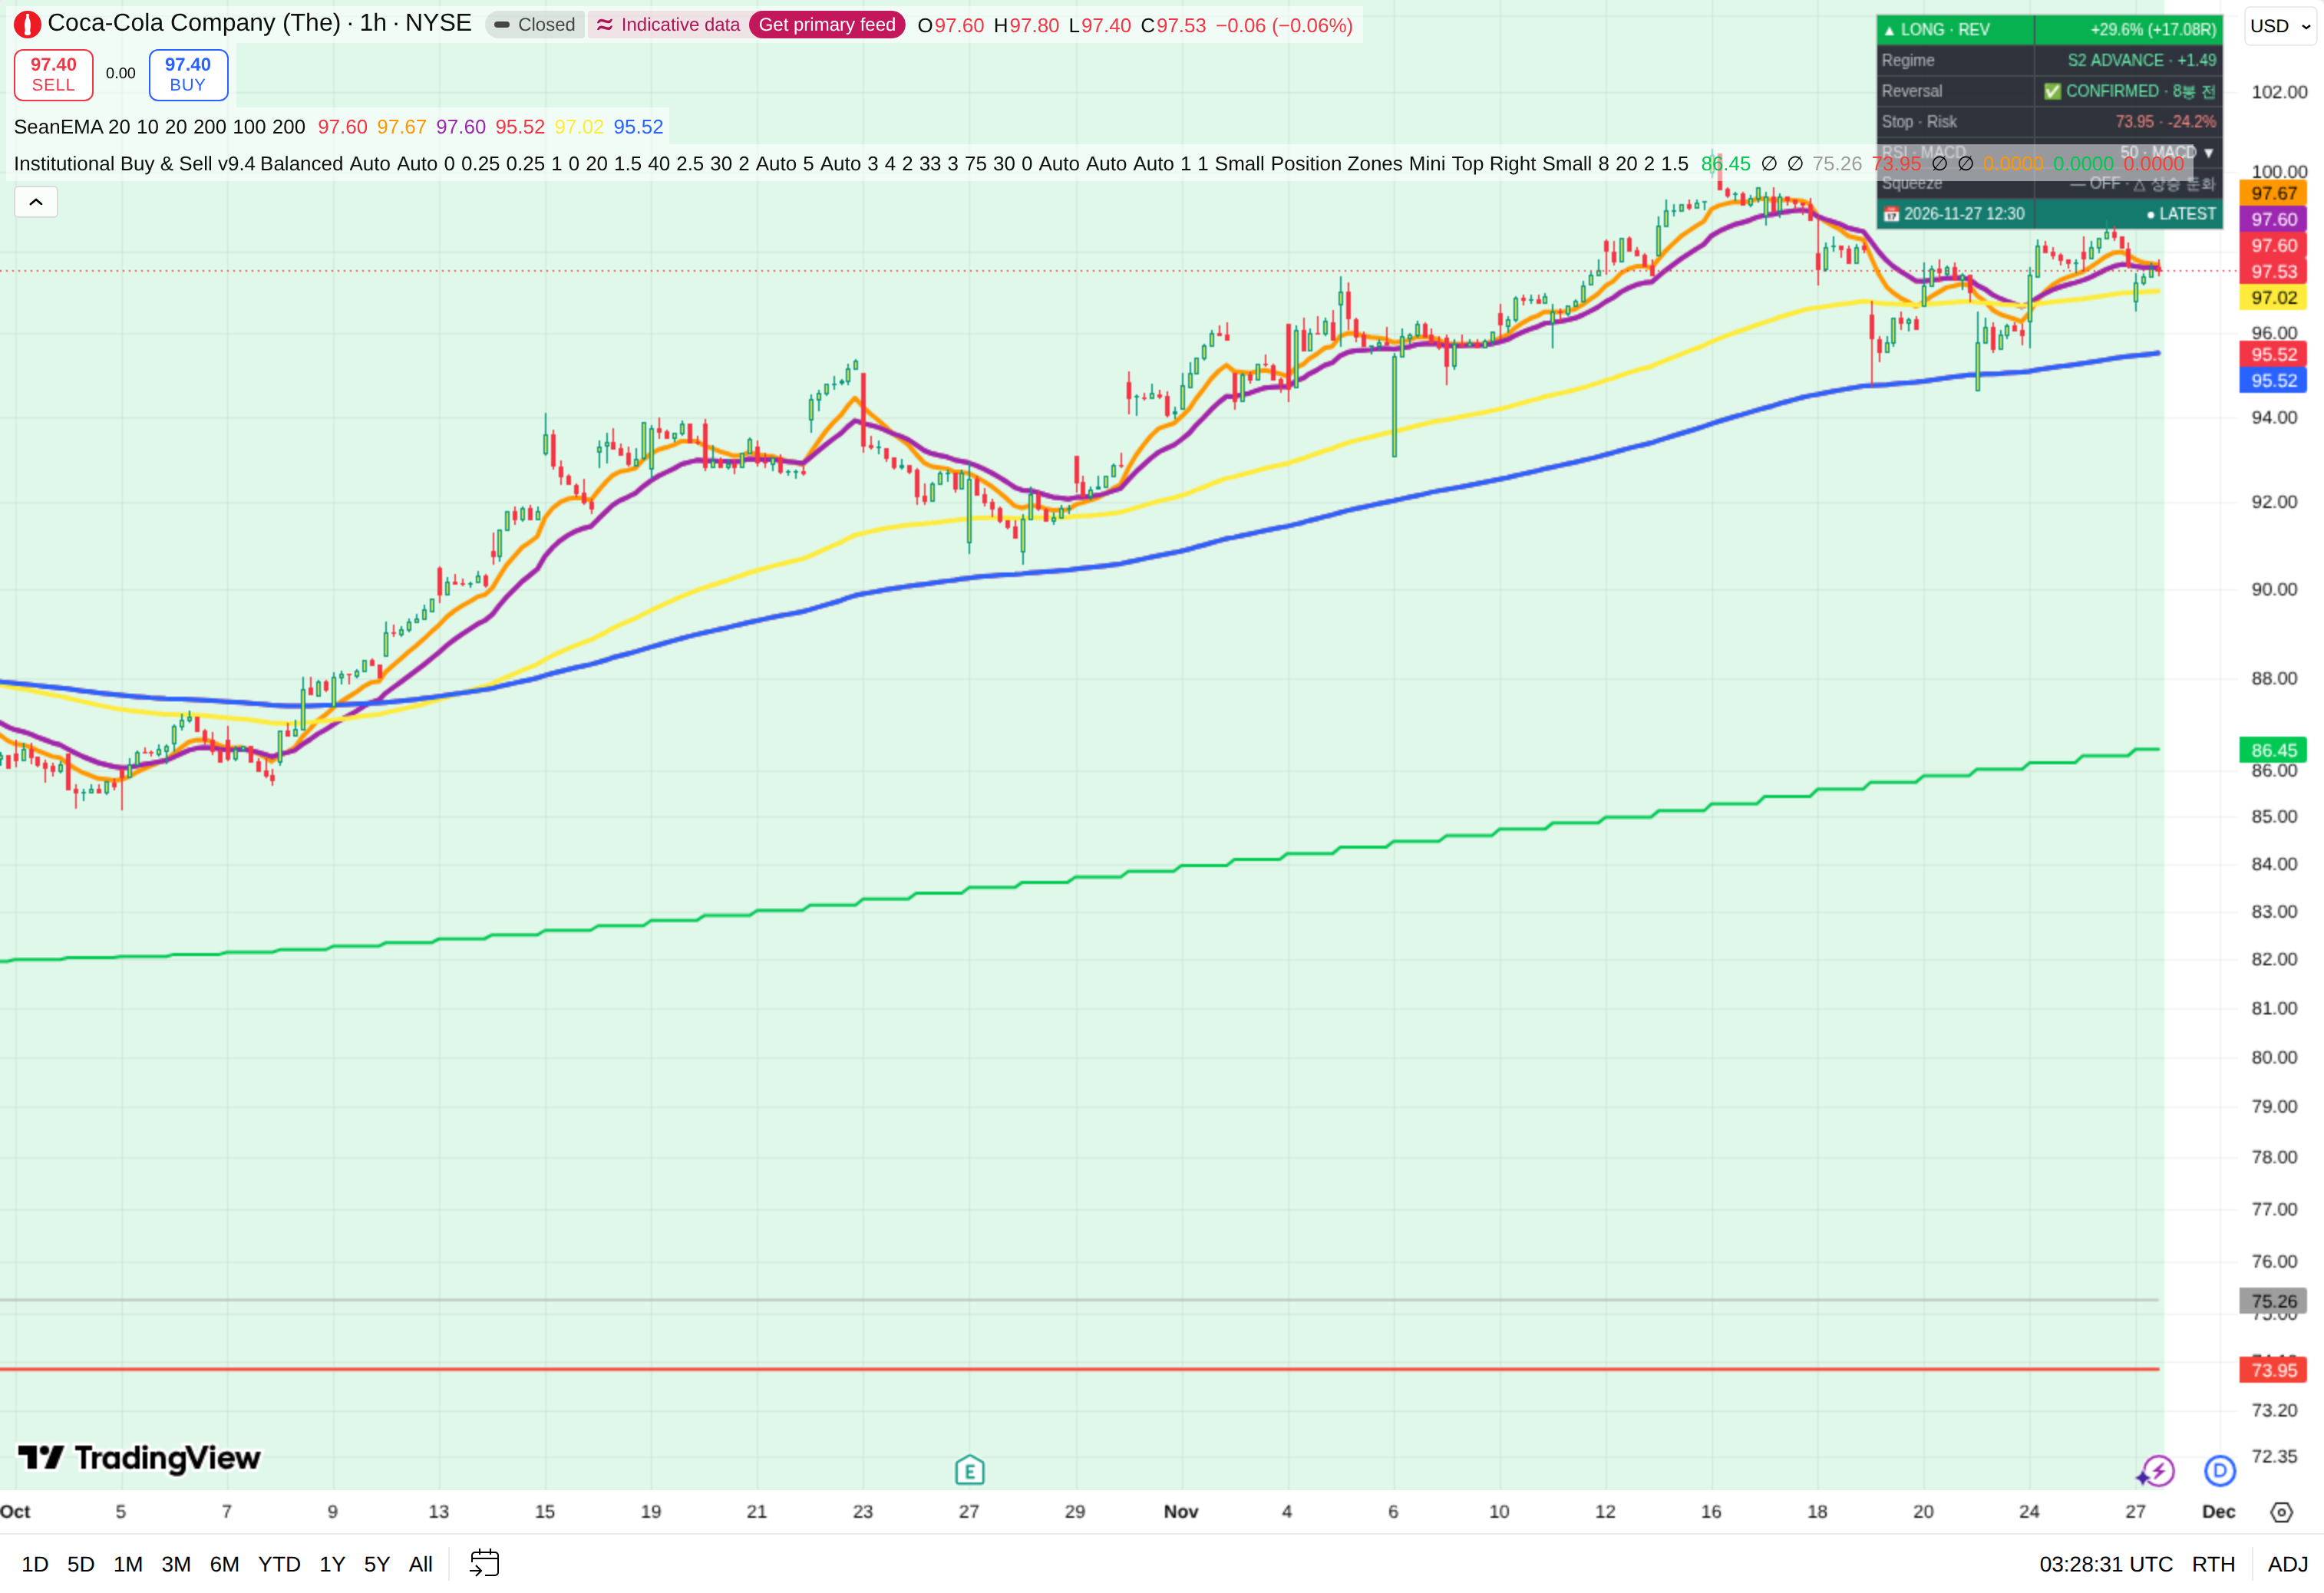 Coca-Cola Company (The) · 1h · NYSE Closed Indicative data Get primary feed O97.60 H97.80 L97.40 C97.53 −0.06 (−0.06%)
97.40 SELL 0.00 97.40 BUY
SeanEMA 20 10 20 200 100 200 97.60 97.67 97.60 95.52 97.02 95.52
Institutional Buy & Sell v9.4 Balanced Auto Auto 0 0.25 0.25 1 0 20 1.5 40 2.5 30 2 Auto 5 Auto 3 4 2 33 3 75 30 0 Auto Auto Auto 1 1 Small Position Zones Mini Top Right Small 8 20 2 1.5 86.45 ∅ ∅ 75.26 73.95 ∅ ∅ 0.0000 0.0000 0.0000
▲ LONG · REV +29.6% (+17.08R)
Regime S2 ADVANCE · +1.49
Reversal ✅ CONFIRMED · 8봉 전
Stop · Risk 73.95 · -24.2%
RSI · MACD 50 · MACD ▼
Squeeze — OFF · △ 상승 둔화
📅 2026-11-27 12:30 ● LATEST
USD
102.00
100.00
97.67
97.60
97.60
97.53
97.02
96.00
95.52
95.52
94.00
92.00
90.00
88.00
86.45
86.00
85.00
84.00
83.00
82.00
81.00
80.00
79.00
78.00
77.00
76.00
75.26
75.00
73.95
73.20
72.35
TradingView
E
D
Oct 5 7 9 13 15 19 21 23 27 29 Nov 4 6 10 12 16 18 20 24 27 Dec
1D 5D 1M 3M 6M YTD 1Y 5Y All 03:28:31 UTC RTH ADJ